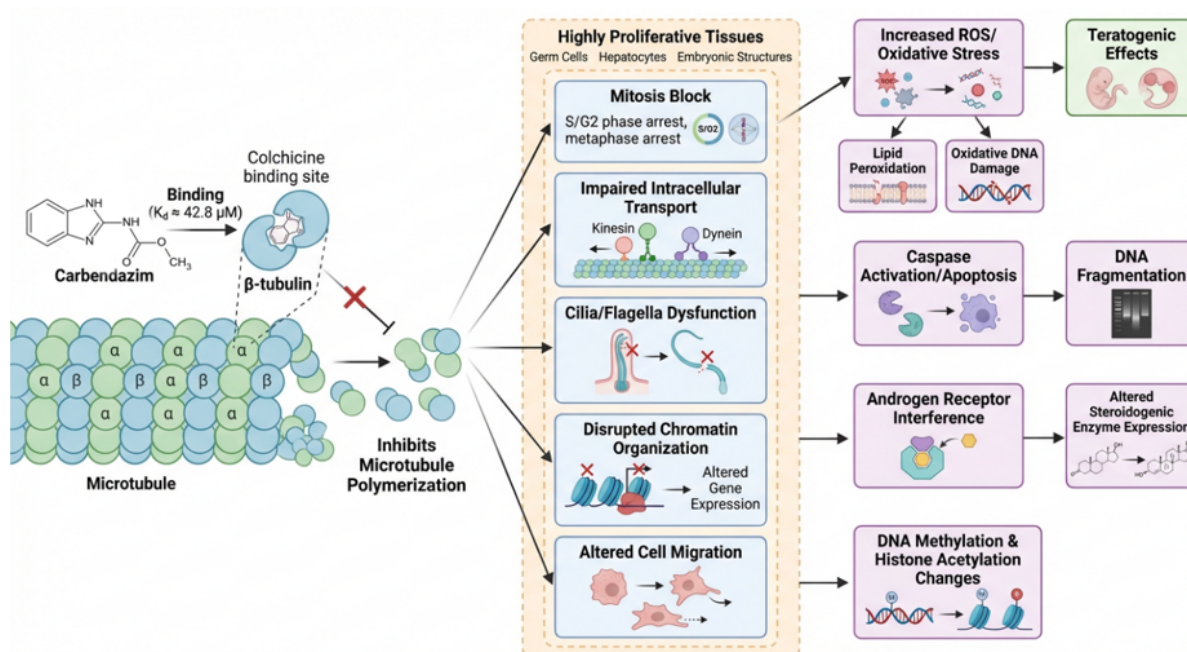 NH
N
NH
O
O
CH₃
Carbendazim
Binding
(K_d ≈ 42.8 µM)
Colchicine
binding site
β-tubulin
α
α
α
α
β
β
α
β
β
α
α
α
Microtubule
Inhibits
Microtubule
Polymerization
Highly Proliferative Tissues
Germ Cells Hepatocytes Embryonic Structures
Mitosis Block
S/G2 phase arrest,
metaphase arrest
S/G2
Impaired Intracellular
Transport
Kinesin
Dynein
Cilia/Flagella Dysfunction
Disrupted Chromatin
Organization
Altered
Gene
Expression
Altered Cell Migration
Increased ROS/
Oxidative Stress
ROS
Lipid
Peroxidation
Oxidative DNA
Damage
Teratogenic
Effects
Caspase
Activation/Apoptosis
DNA
Fragmentation
Androgen Receptor
Interference
Altered
Steroidogenic
Enzyme Expression
OH
HO
DNA Methylation &
Histone Acetylation
Changes